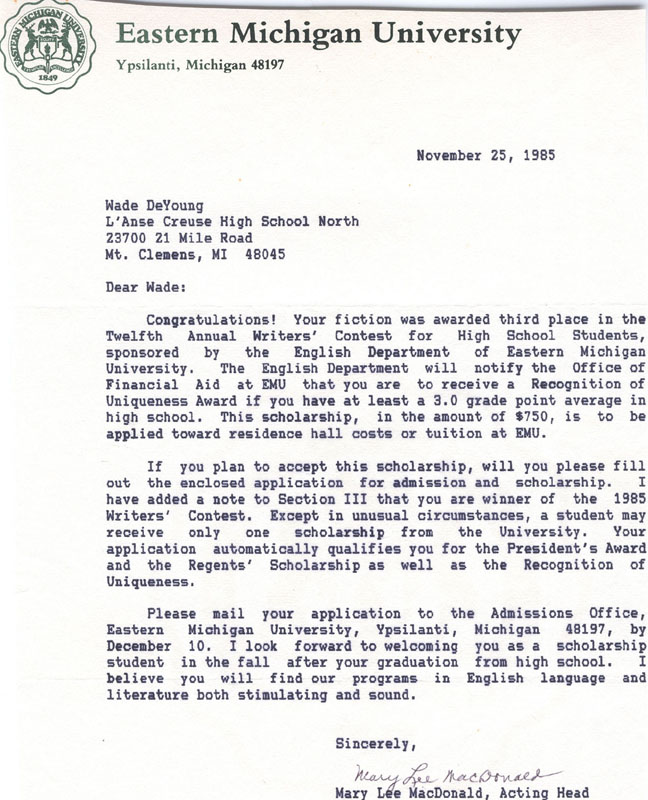 EASTERN MICHIGAN UNIVERSITY
1849
Eastern Michigan University
Ypsilanti, Michigan 48197
November 25, 1985
Wade DeYoung
L'Anse Creuse High School North
23700 21 Mile Road
Mt. Clemens, MI 48045
Dear Wade:
Congratulations! Your fiction was awarded third place in the
Twelfth Annual Writers' Contest for High School Students,
sponsored by the English Department of Eastern Michigan
University. The English Department will notify the Office of
Financial Aid at EMU that you are to receive a Recognition of
Uniqueness Award if you have at least a 3.0 grade point average in
high school. This scholarship, in the amount of $750, is to be
applied toward residence hall costs or tuition at EMU.
If you plan to accept this scholarship, will you please fill
out the enclosed application for admission and scholarship. I
have added a note to Section III that you are winner of the 1985
Writers' Contest. Except in unusual circumstances, a student may
receive only one scholarship from the University. Your
application automatically qualifies you for the President's Award
and the Regents' Scholarship as well as the Recognition of
Uniqueness.
Please mail your application to the Admissions Office,
Eastern Michigan University, Ypsilanti, Michigan 48197, by
December 10. I look forward to welcoming you as a scholarship
student in the fall after your graduation from high school. I
believe you will find our programs in English language and
literature both stimulating and sound.
Sincerely,
Mary Lee MacDonald
Mary Lee MacDonald, Acting Head